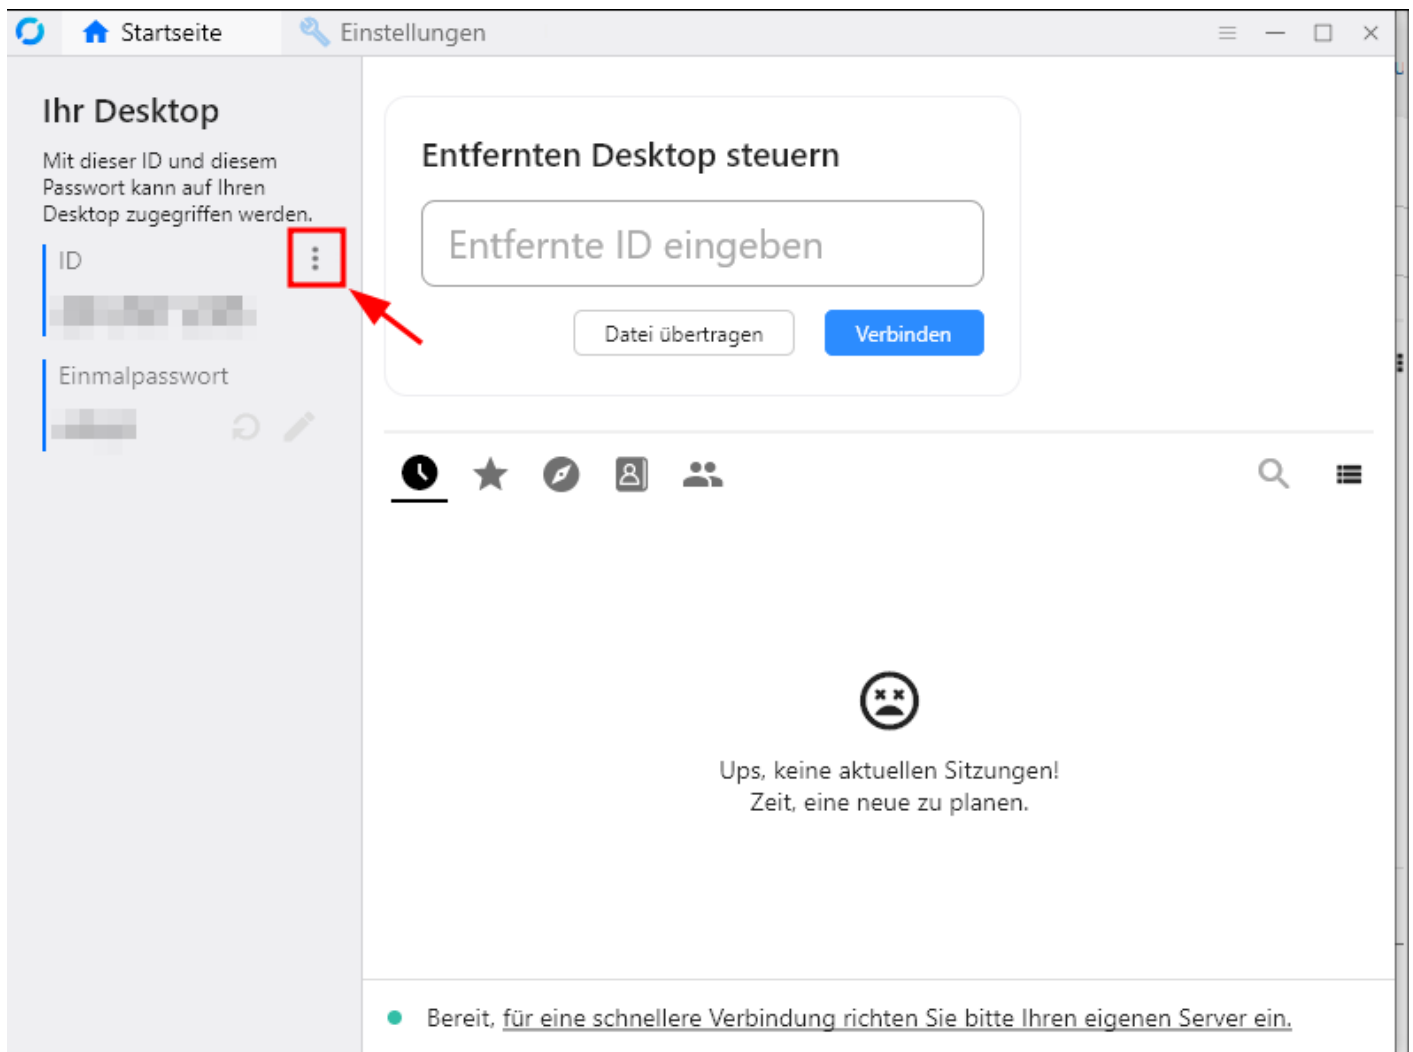 Startseite
Einstellungen
Ihr Desktop
Mit dieser ID und diesem
Passwort kann auf Ihren
Desktop zugegriffen werden.
ID
Einmalpasswort
Entfernten Desktop steuern
Entfernte ID eingeben
Datei übertragen
Verbinden
Ups, keine aktuellen Sitzungen!
Zeit, eine neue zu planen.
Bereit, für eine schnellere Verbindung richten Sie bitte Ihren eigenen Server ein.